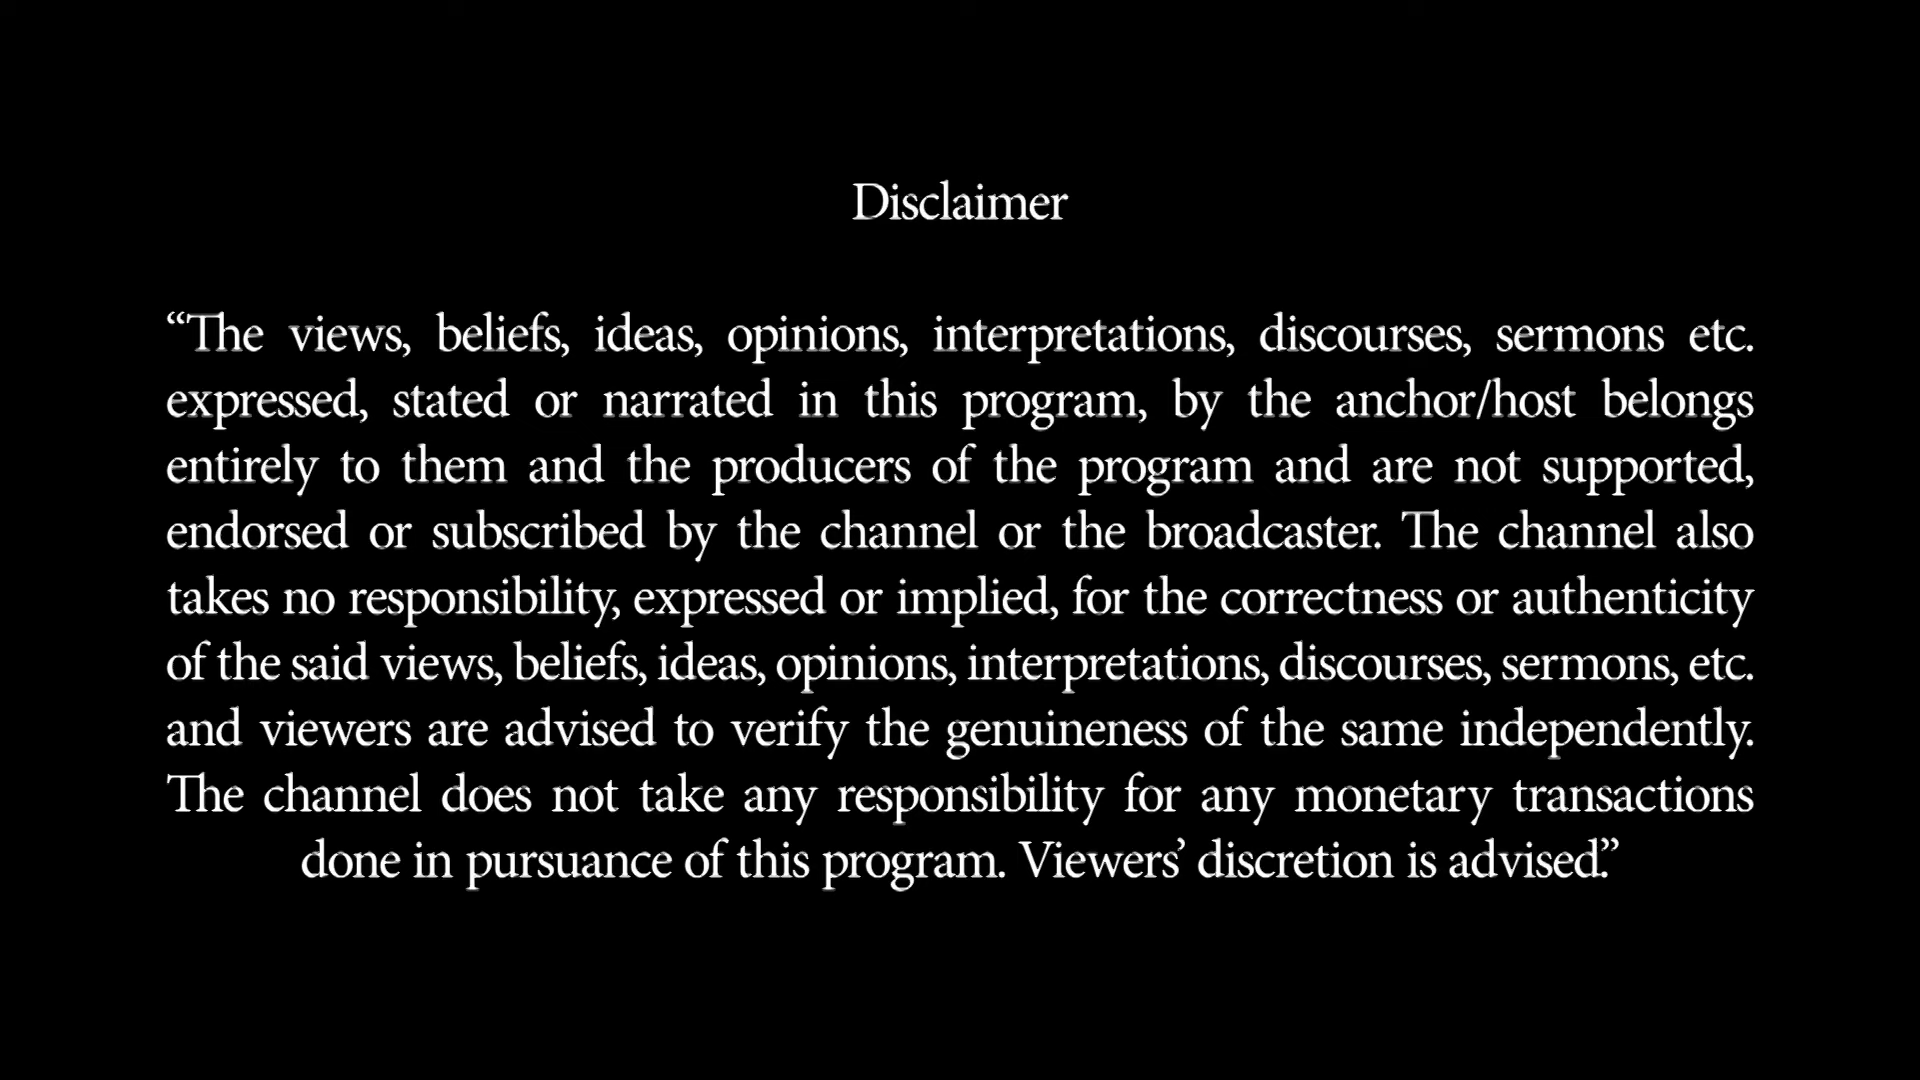 Disclaimer
“The views, beliefs, ideas, opinions, interpretations, discourses, sermons etc.
expressed, stated or narrated in this program, by the anchor/host belongs
entirely to them and the producers of the program and are not supported,
endorsed or subscribed by the channel or the broadcaster. The channel also
takes no responsibility, expressed or implied, for the correctness or authenticity
of the said views, beliefs, ideas, opinions, interpretations, discourses, sermons, etc.
and viewers are advised to verify the genuineness of the same independently.
The channel does not take any responsibility for any monetary transactions
done in pursuance of this program. Viewers’ discretion is advised.”